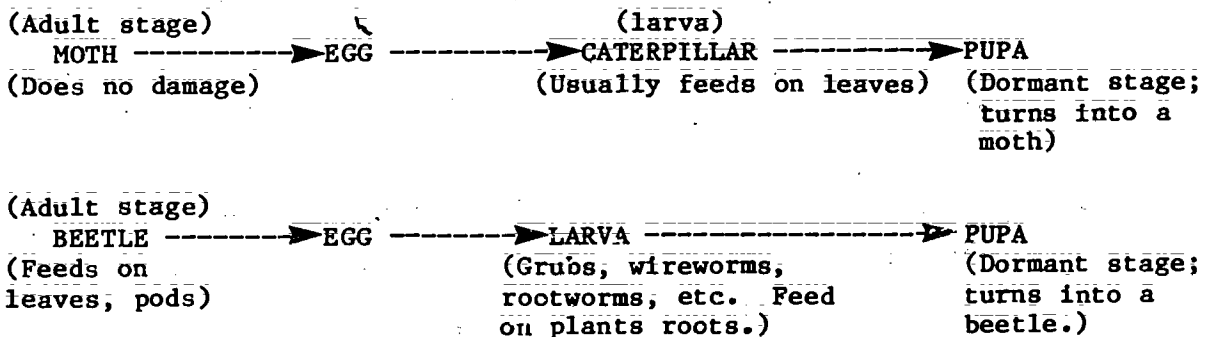 (Adult stage) (larva)
MOTH EGG CATERPILLAR PUPA
(Does no damage) (Usually feeds on leaves) (Dormant stage;
turns into a
moth)
(Adult stage)
BEETLE EGG LARVA PUPA
(Feeds on (Grubs, wireworms, (Dormant stage;
leaves, pods) rootworms, etc. Feed turns into a
on plants roots.) beetle.)